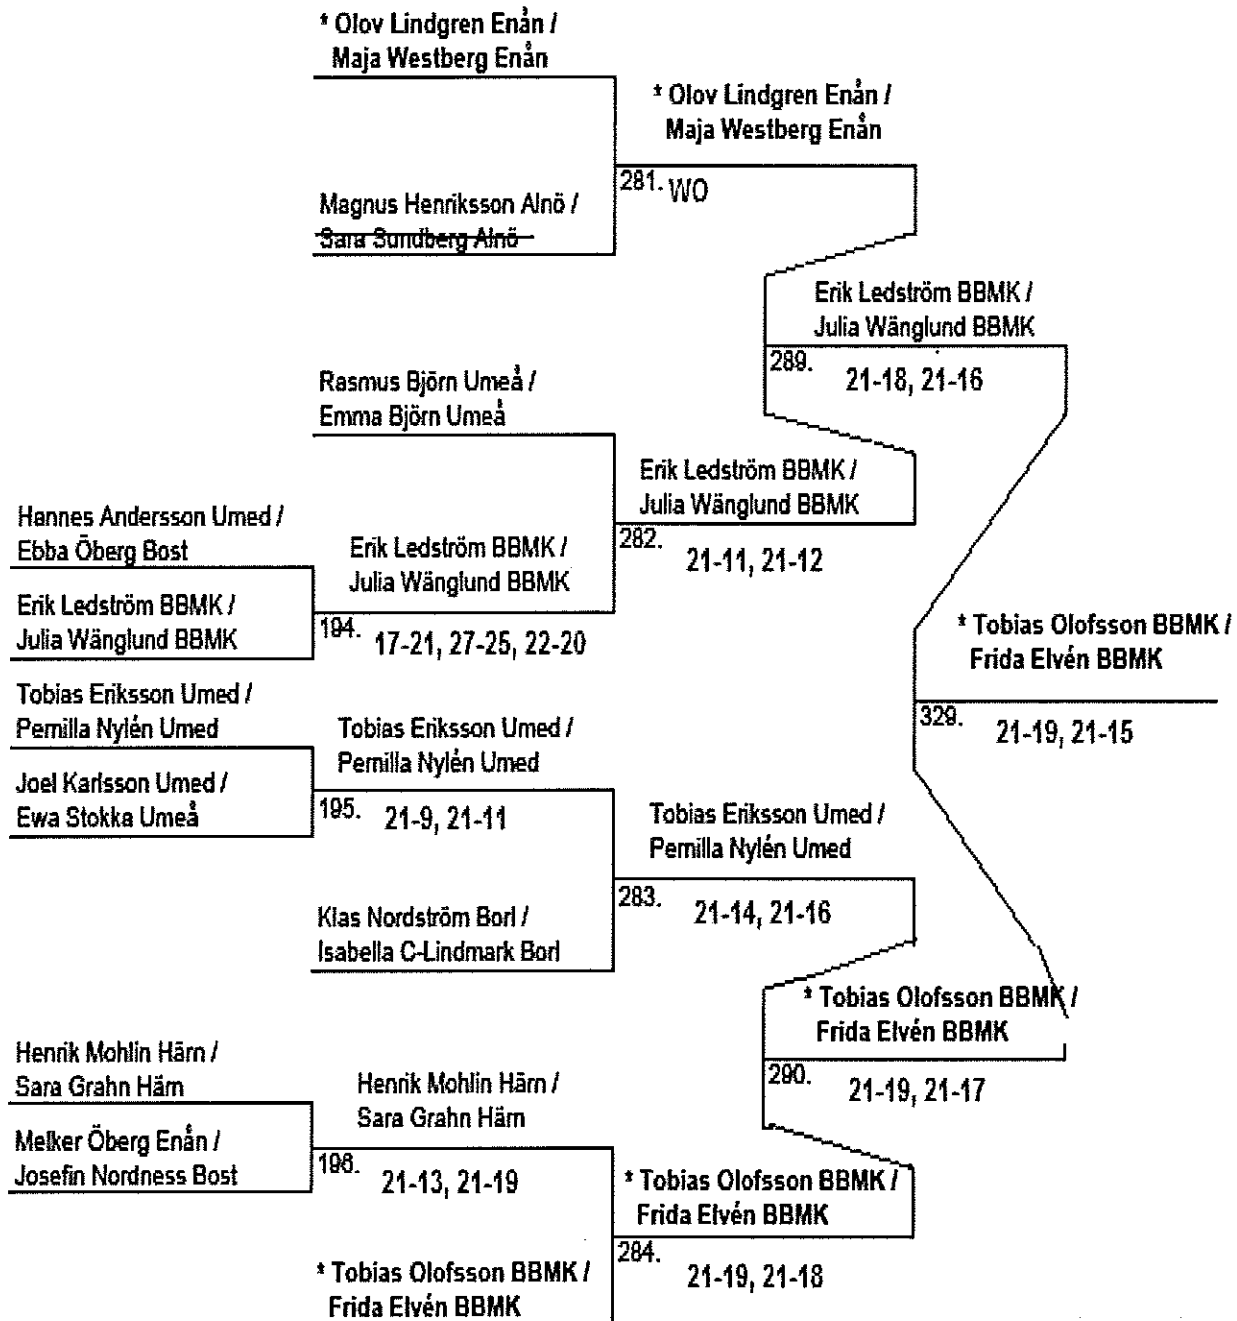 * Olov Lindgren Enån /
Maja Westberg Enån
* Olov Lindgren Enån /
Maja Westberg Enån
281. WO
Magnus Henriksson Alnö /
Sara Sundberg Alnö
Erik Ledström BBMK /
Julia Wänglund BBMK
289. 21-18, 21-16
Rasmus Björn Umeå /
Emma Björn Umeå
Erik Ledström BBMK /
Julia Wänglund BBMK
282. 21-11, 21-12
Hannes Andersson Umed /
Ebba Öberg Bost
Erik Ledström BBMK /
Julia Wänglund BBMK
Erik Ledström BBMK /
Julia Wänglund BBMK
194. 17-21, 27-25, 22-20
* Tobias Olofsson BBMK /
Frida Elvén BBMK
329. 21-19, 21-15
Tobias Eriksson Umed /
Pernilla Nylén Umed
Tobias Eriksson Umed /
Pernilla Nylén Umed
Joel Karlsson Umed /
Ewa Stokka Umeå
195. 21-9, 21-11
Tobias Eriksson Umed /
Pernilla Nylén Umed
283. 21-14, 21-16
Klas Nordström Borl /
Isabella C-Lindmark Borl
* Tobias Olofsson BBMK /
Frida Elvén BBMK
290. 21-19, 21-17
Henrik Mohlin Härn /
Sara Grahn Härn
Henrik Mohlin Härn /
Sara Grahn Härn
Melker Öberg Enån /
Josefin Nordness Bost
196. 21-13, 21-19
* Tobias Olofsson BBMK /
Frida Elvén BBMK
284. 21-19, 21-18
* Tobias Olofsson BBMK /
Frida Elvén BBMK